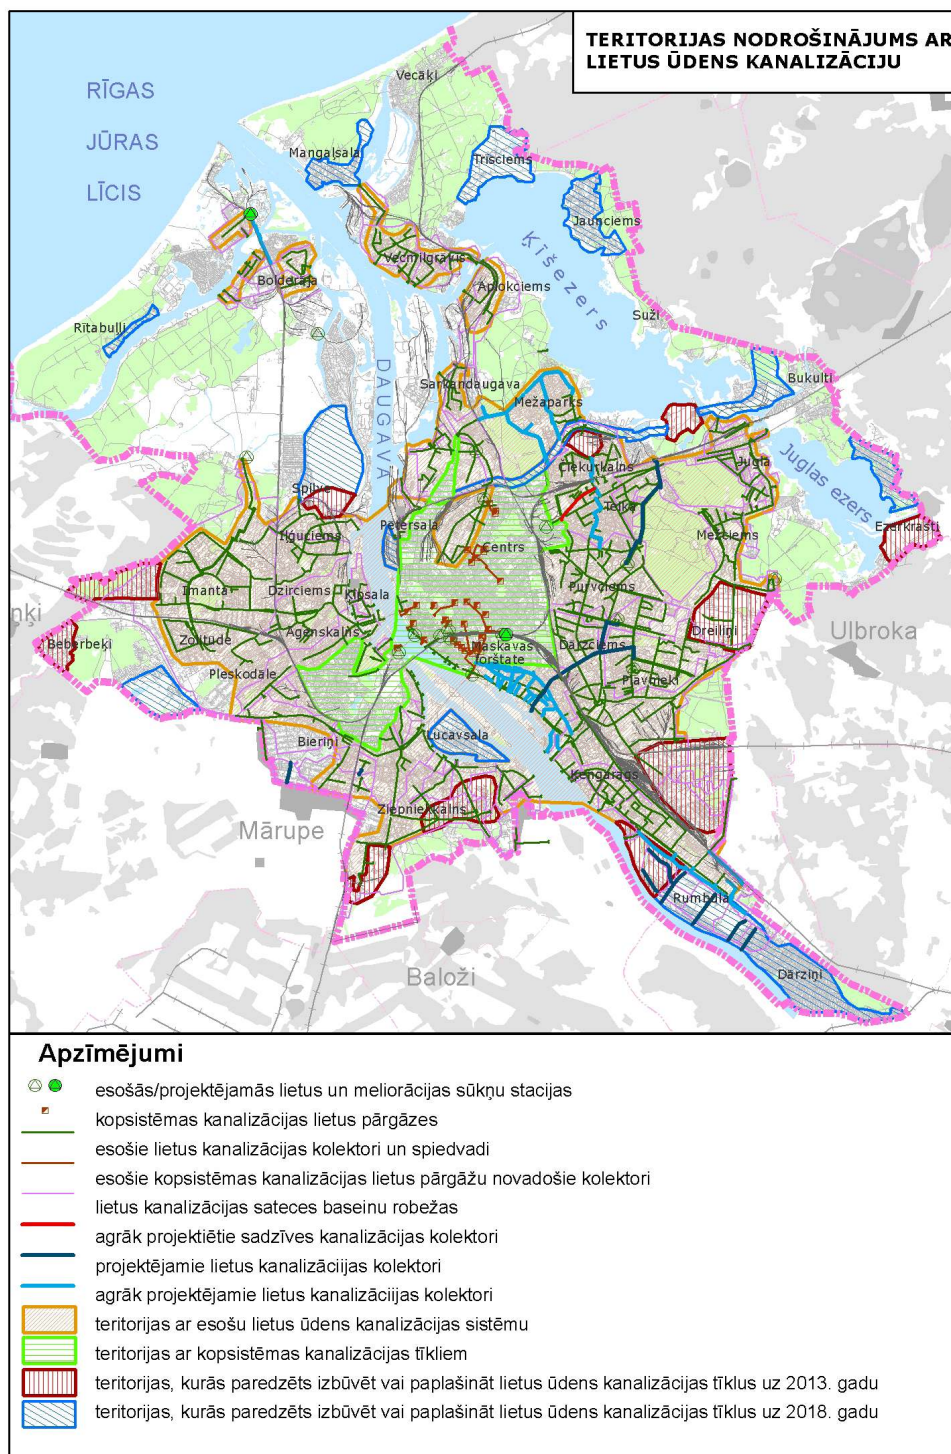 TERITORIJAS NODROŠINĀJUMS AR
LIETUS ŪDENS KANALIZĀCIJU
RĪGAS
JŪRAS
LĪCIS
Vecāķi
Mangaļsala
Trīsciems
Jaunciems
Ķīšezers
Vecmīlgrāvis
Bolderāja
Aplokciems
Suži
Rītabuļļi
DAUGAVA
Sarkandaugava
Mežaparks
Bukulti
Čiekurkalns
Jugla
Juglas ezers
Spilve
Teika
Pētersala
Iļģuciems
Centrs
Mežciems
Ezerkrasti
Imanta
Dzirciems
Ķīpsala
Purvciems
nki
Beberbeķi
Zolitūde
Āgenskalns
Maskavas
forštate
Dārzciems
Dreiliņi
Ulbroka
Pleskodāle
Pļavnieki
Bieriņi
Lucavsala
Ķengarags
Ziepniekkalns
Mārupe
Rumbula
Baloži
Dārziņi
Apzīmējumi
esošās/projektējamās lietus un meliorācijas sūkņu stacijas
kopsistēmas kanalizācijas lietus pārgāzes
esošie lietus kanalizācijas kolektori un spiedvadi
esošie kopsistēmas kanalizācijas lietus pārgāžu novadošie kolektori
lietus kanalizācijas sateces baseinu robežas
agrāk projektiētie sadzīves kanalizācijas kolektori
projektējamie lietus kanalizāciijas kolektori
agrāk projektējamie lietus kanalizāciijas kolektori
teritorijas ar esošu lietus ūdens kanalizācijas sistēmu
teritorijas ar kopsistēmas kanalizācijas tīkliem
teritorijas, kurās paredzēts izbūvēt vai paplašināt lietus ūdens kanalizācijas tīklus uz 2013. gadu
teritorijas, kurās paredzēts izbūvēt vai paplašināt lietus ūdens kanalizācijas tīklus uz 2018. gadu